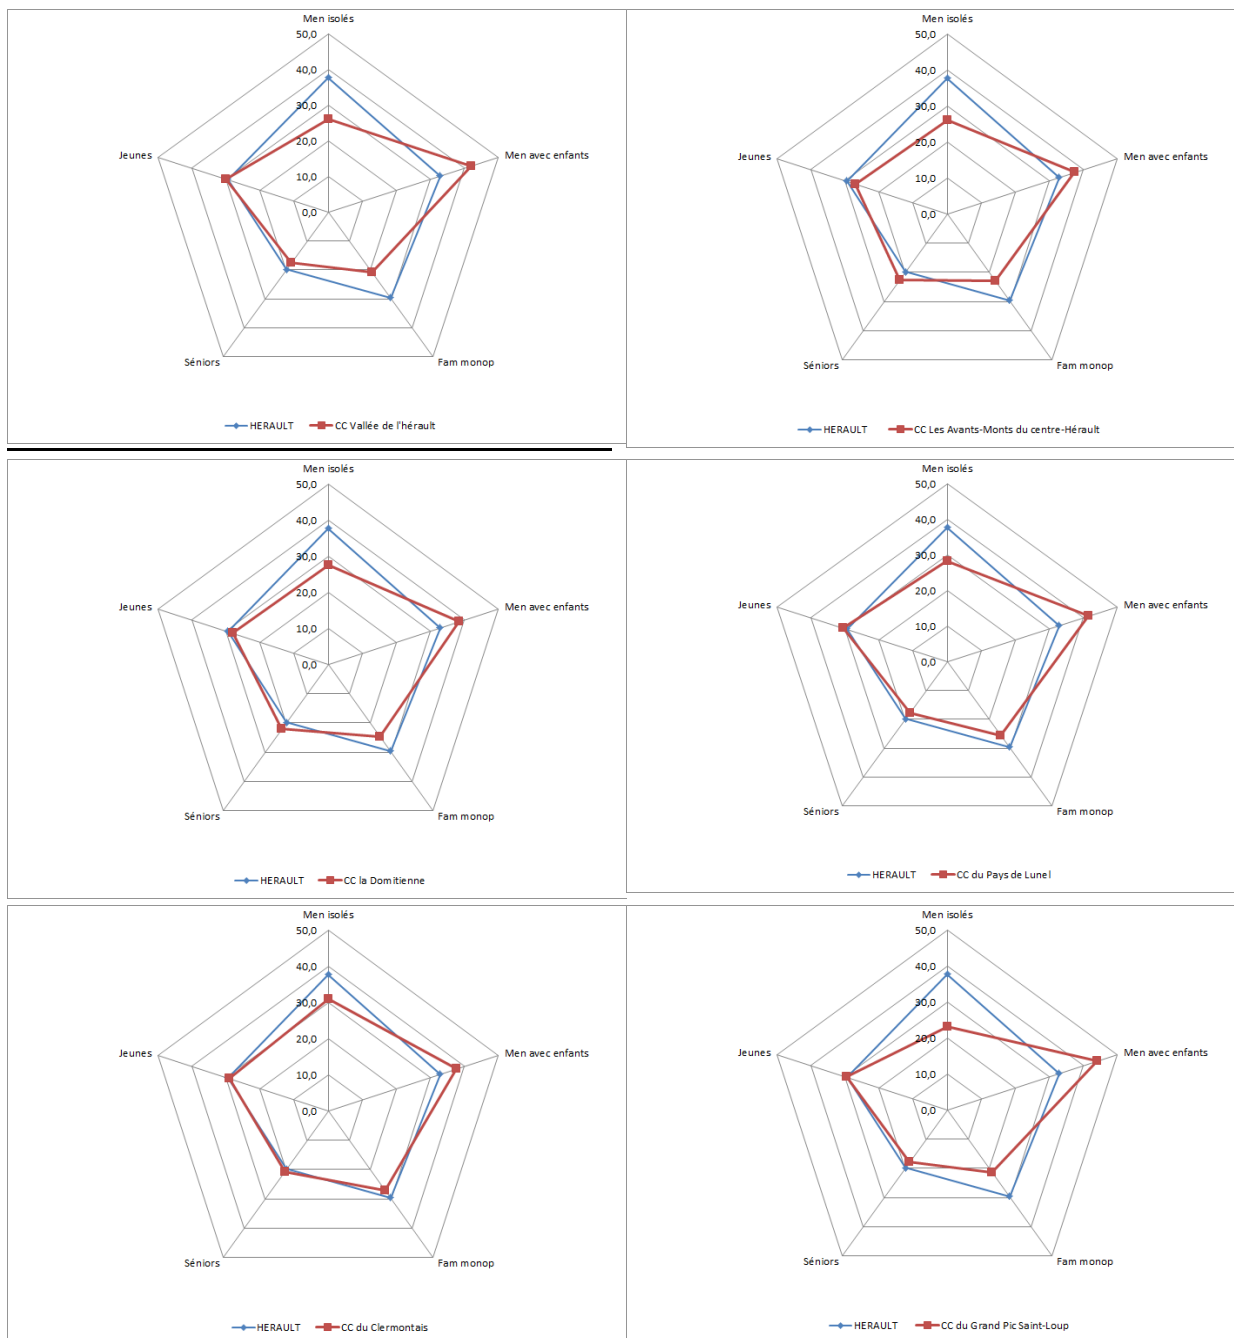 Men isolés
50,0
40,0
Jeunes
30,0
Men avec enfants
20,0
10,0
0,0
Séniors
Fam monop
HERAULT
CC Vallée de l'hérault
Men isolés
50,0
40,0
Jeunes
30,0
Men avec enfants
20,0
10,0
0,0
Séniors
Fam monop
HERAULT
CC Les Avants-Monts du centre-Hérault
Men isolés
50,0
40,0
Jeunes
30,0
Men avec enfants
20,0
10,0
0,0
Séniors
Fam monop
HERAULT
CC la Domitienne
Men isolés
50,0
40,0
Jeunes
30,0
Men avec enfants
20,0
10,0
0,0
Séniors
Fam monop
HERAULT
CC du Pays de Lunel
Men isolés
50,0
40,0
Jeunes
30,0
Men avec enfants
20,0
10,0
0,0
Séniors
Fam monop
HERAULT
CC du Clermontais
Men isolés
50,0
40,0
Jeunes
30,0
Men avec enfants
20,0
10,0
0,0
Séniors
Fam monop
HERAULT
CC du Grand Pic Saint-Loup